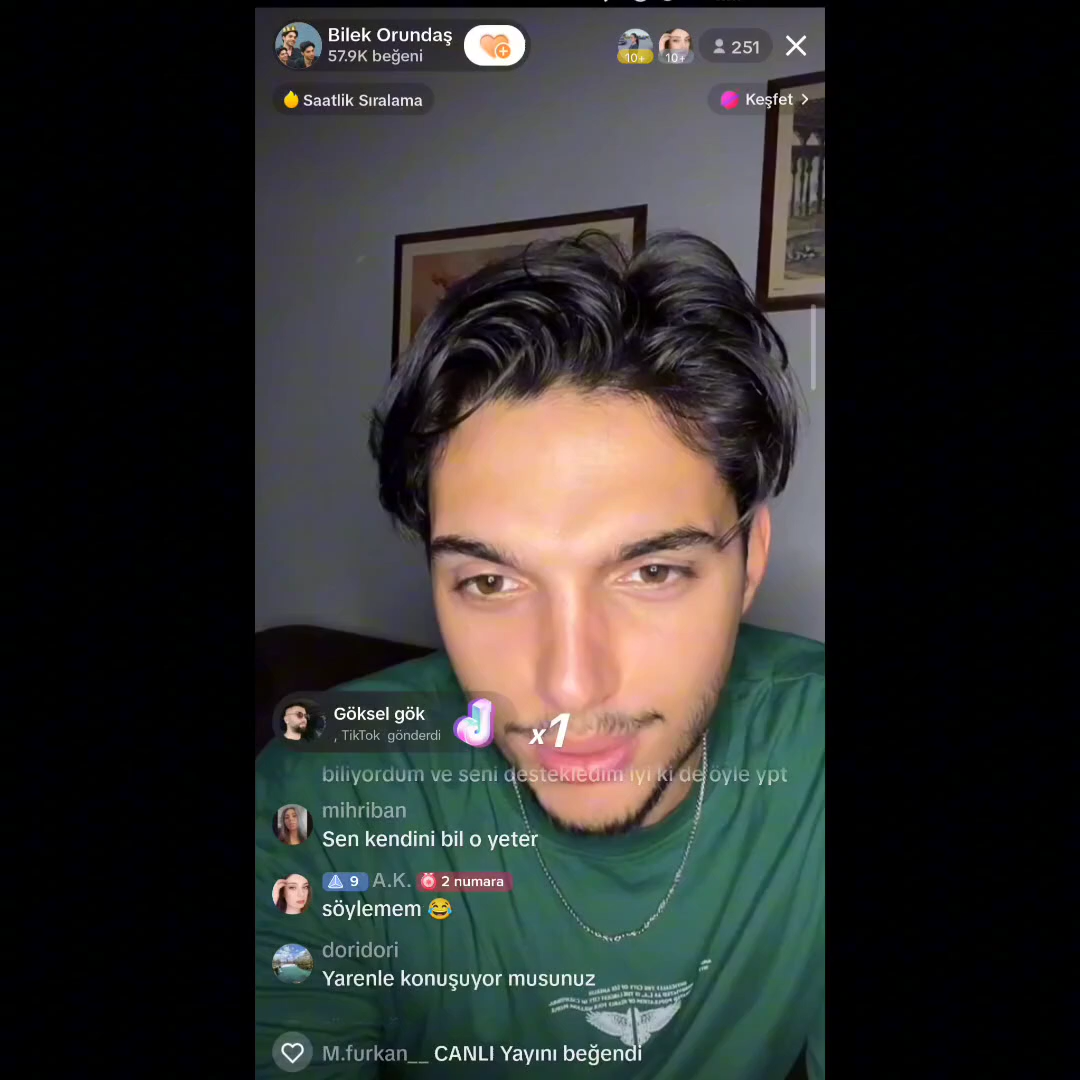 Bilek Orundaş
57.9K beğeni
10+
10+
251
Saatlik Sıralama
Keşfet
Göksel gök
, TikTok gönderdi
x1
biliyordum ve seni destekledim iyi ki de öyle ypt
mihriban
Sen kendini bil o yeter
9 A.K. 2 numara
söylemem 😂
doridori
Yarenle konuşuyor musunuz
M.furkan__ CANLI Yayını beğendi